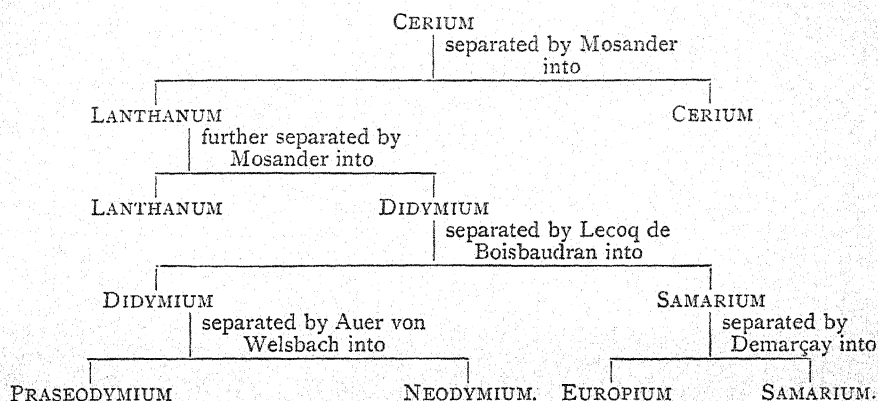 CERIUM
separated by Mosander
into
LANTHANUM CERIUM
further separated by
Mosander into
LANTHANUM DIDYMIUM
separated by Lecoq de
Boisbaudran into
DIDYMIUM SAMARIUM
separated by Auer von separated by
Welsbach into Demarçay into
PRASEODYMIUM NEODYMIUM. EUROPIUM SAMARIUM.